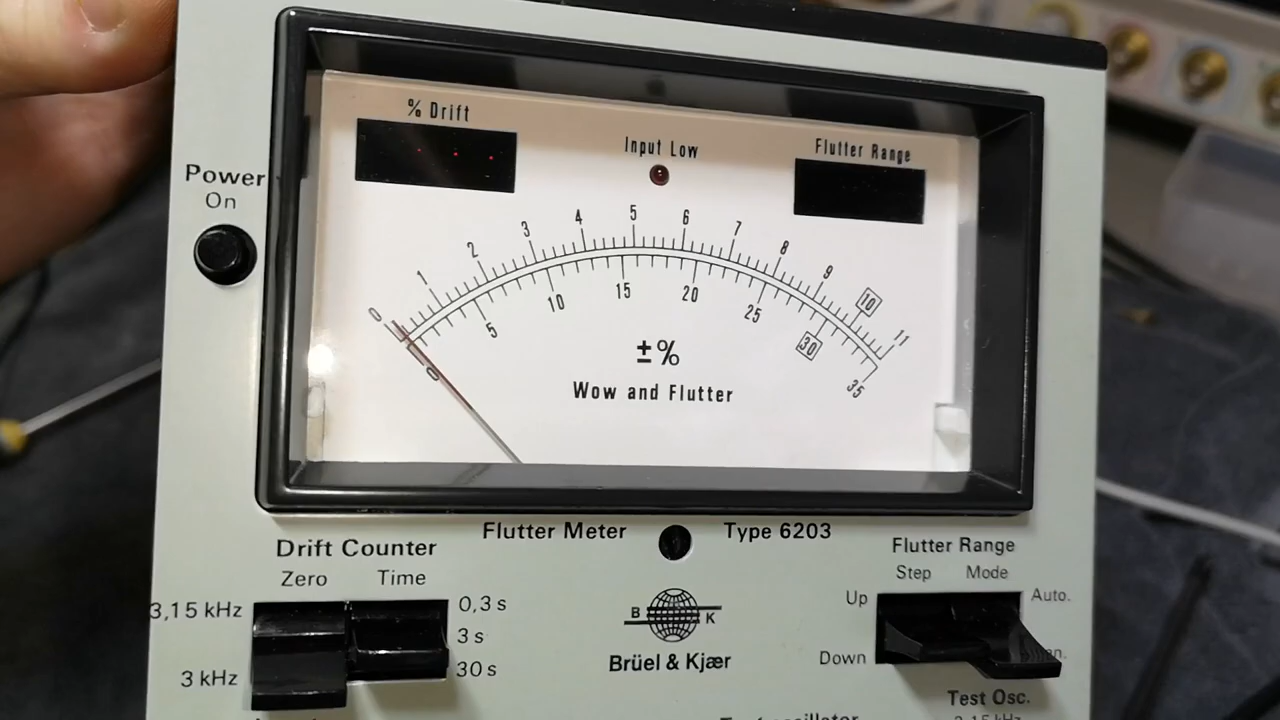 % Drift
Input Low
Flutter Range
Power
On
0 1 2 3 4 5 6 7 8 9 10 11
0 5 10 15 20 25 30 35
±%
Wow and Flutter
Flutter Meter Type 6203
Drift Counter
Zero Time
3,15 kHz
3 kHz
0,3 s
3 s
30 s
B K
Brüel & Kjær
Flutter Range
Step Mode
Up
Down
Auto.
Test Osc.